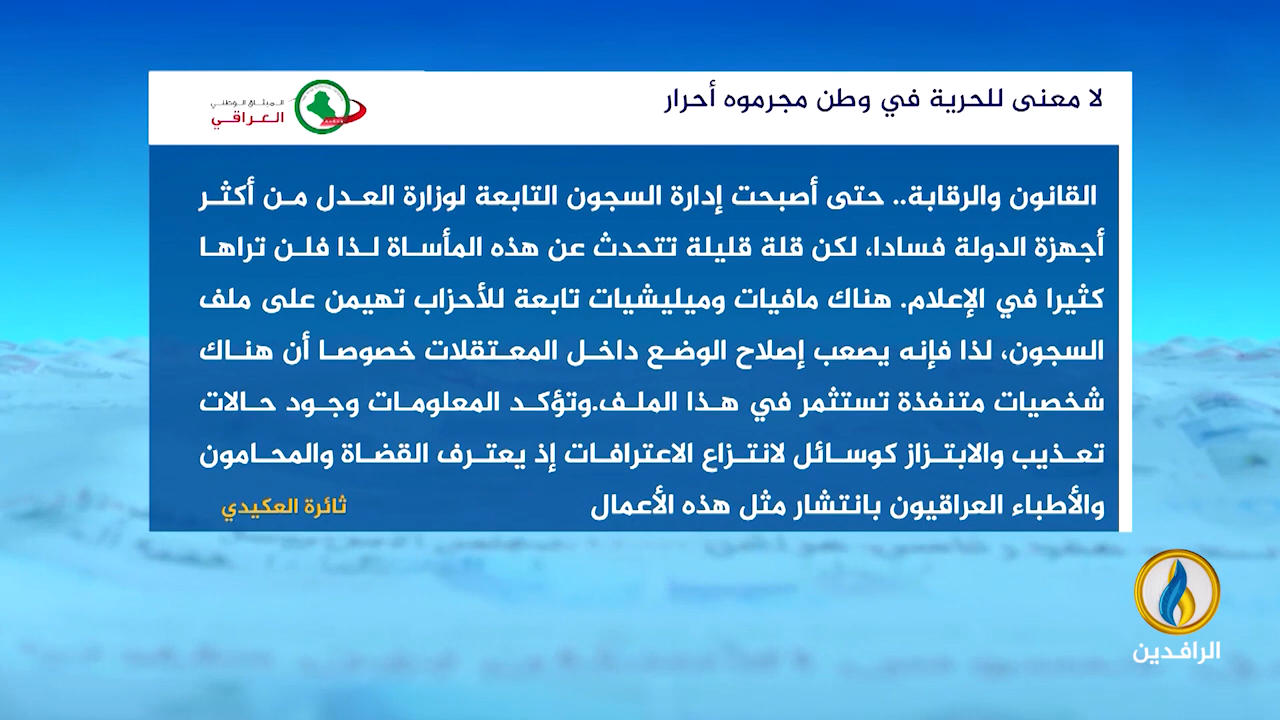 لا معنى للحرية في وطن مجرموه أحرار
الميثاق الوطني
العراقي
القانون والرقابة.. حتى أصبحت إدارة السجون التابعة لوزارة العدل من أكثر
أجهزة الدولة فسادا، لكن قلة قليلة تتحدث عن هذه المأساة لذا فلن تراها
كثيرا في الإعلام. هناك مافيات وميليشيات تابعة للأحزاب تهيمن على ملف
السجون، لذا فإنه يصعب إصلاح الوضع داخل المعتقلات خصوصا أن هناك
شخصيات متنفذة تستثمر في هذا الملف.وتؤكد المعلومات وجود حالات
تعذيب والابتزاز كوسائل لانتزاع الاعترافات إذ يعترف القضاة والمحامون
والأطباء العراقيون بانتشار مثل هذه الأعمال
ثائرة العكيدي
الرافدين